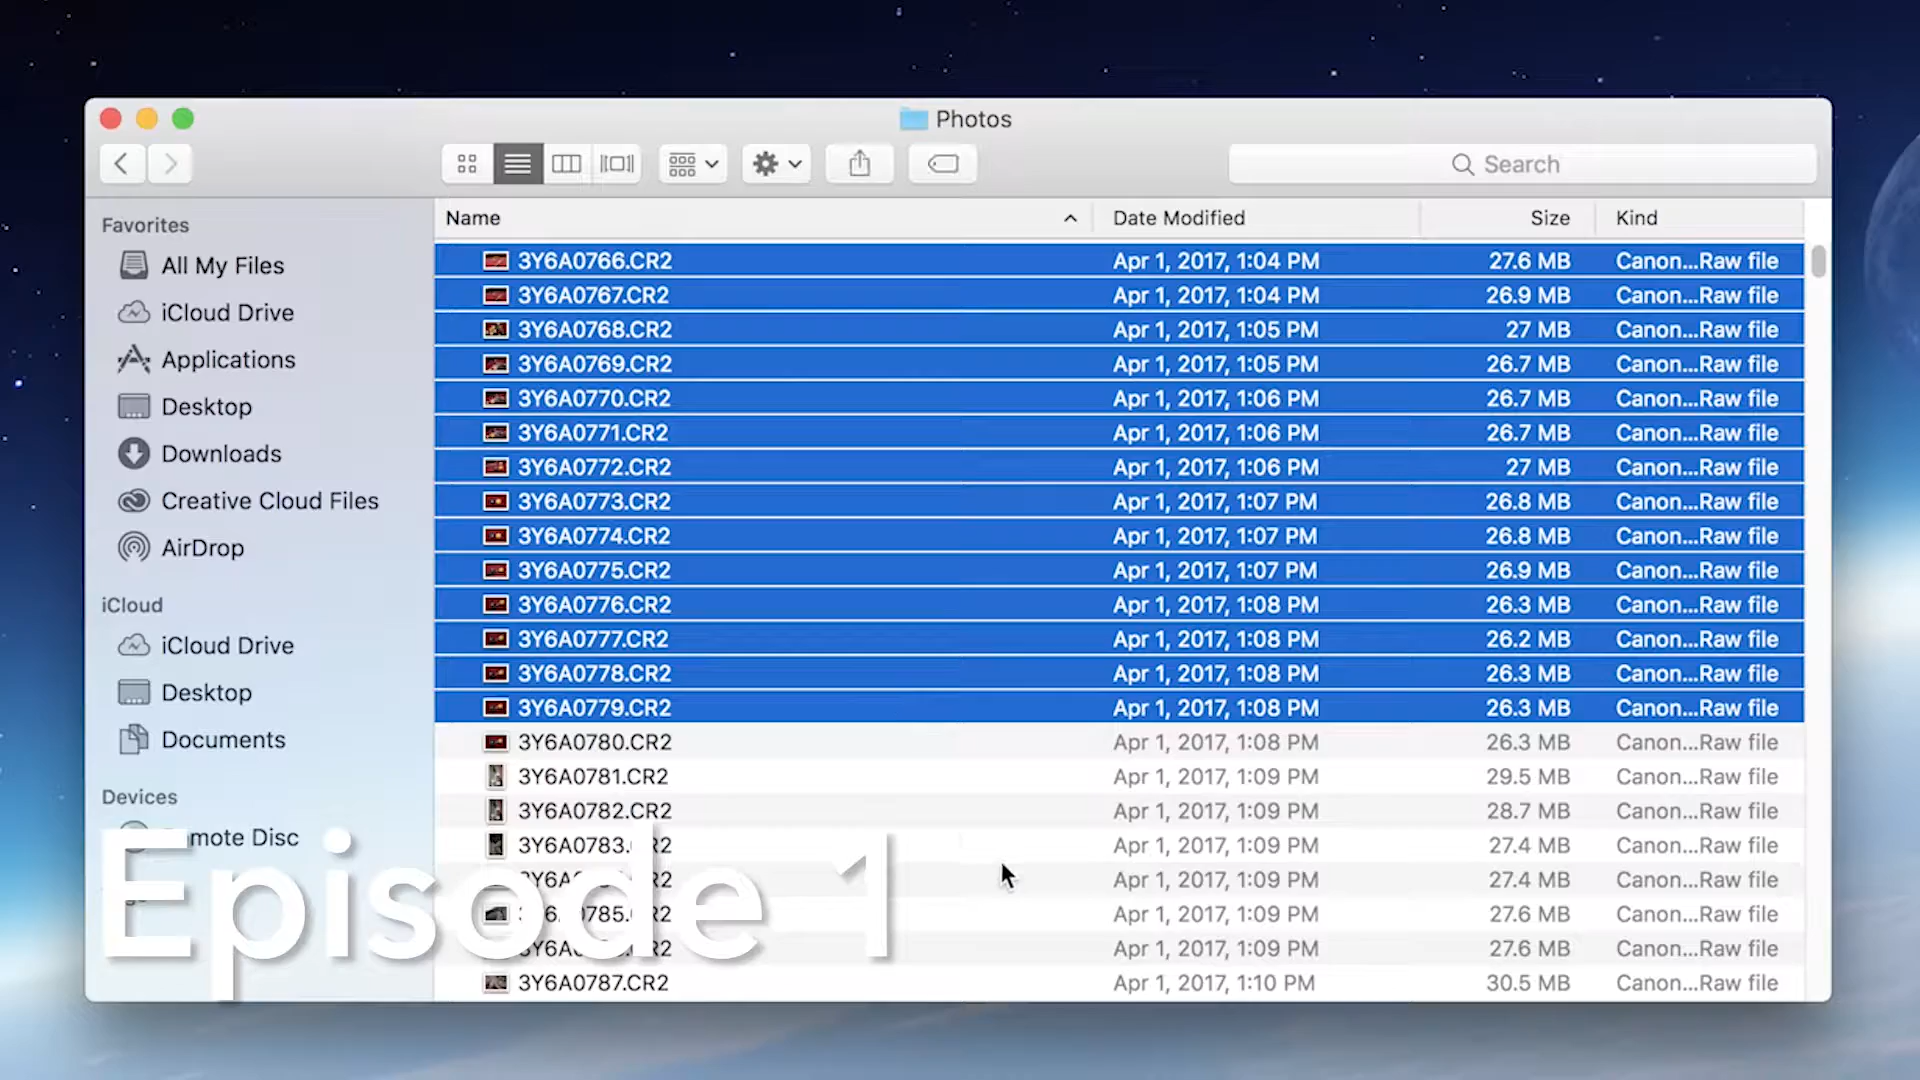 Photos
Search
Favorites
All My Files
iCloud Drive
Applications
Desktop
Downloads
Creative Cloud Files
AirDrop
iCloud
iCloud Drive
Desktop
Documents
Devices
mote Disc
Name Date Modified Size Kind
3Y6A0766.CR2 Apr 1, 2017, 1:04 PM 27.6 MB Canon...Raw file
3Y6A0767.CR2 Apr 1, 2017, 1:04 PM 26.9 MB Canon...Raw file
3Y6A0768.CR2 Apr 1, 2017, 1:05 PM 27 MB Canon...Raw file
3Y6A0769.CR2 Apr 1, 2017, 1:05 PM 26.7 MB Canon...Raw file
3Y6A0770.CR2 Apr 1, 2017, 1:06 PM 26.7 MB Canon...Raw file
3Y6A0771.CR2 Apr 1, 2017, 1:06 PM 26.7 MB Canon...Raw file
3Y6A0772.CR2 Apr 1, 2017, 1:06 PM 27 MB Canon...Raw file
3Y6A0773.CR2 Apr 1, 2017, 1:07 PM 26.8 MB Canon...Raw file
3Y6A0774.CR2 Apr 1, 2017, 1:07 PM 26.8 MB Canon...Raw file
3Y6A0775.CR2 Apr 1, 2017, 1:07 PM 26.9 MB Canon...Raw file
3Y6A0776.CR2 Apr 1, 2017, 1:08 PM 26.3 MB Canon...Raw file
3Y6A0777.CR2 Apr 1, 2017, 1:08 PM 26.2 MB Canon...Raw file
3Y6A0778.CR2 Apr 1, 2017, 1:08 PM 26.3 MB Canon...Raw file
3Y6A0779.CR2 Apr 1, 2017, 1:08 PM 26.3 MB Canon...Raw file
3Y6A0780.CR2 Apr 1, 2017, 1:08 PM 26.3 MB Canon...Raw file
3Y6A0781.CR2 Apr 1, 2017, 1:09 PM 29.5 MB Canon...Raw file
3Y6A0782.CR2 Apr 1, 2017, 1:09 PM 28.7 MB Canon...Raw file
3Y6A0783. R2 Apr 1, 2017, 1:09 PM 27.4 MB Canon...Raw file
Apr 1, 2017, 1:09 PM 27.4 MB Canon...Raw file
Apr 1, 2017, 1:09 PM 27.6 MB Canon...Raw file
Apr 1, 2017, 1:09 PM 27.6 MB Canon...Raw file
3Y6A0787.CR2 Apr 1, 2017, 1:10 PM 30.5 MB Canon...Raw file
Episode 1